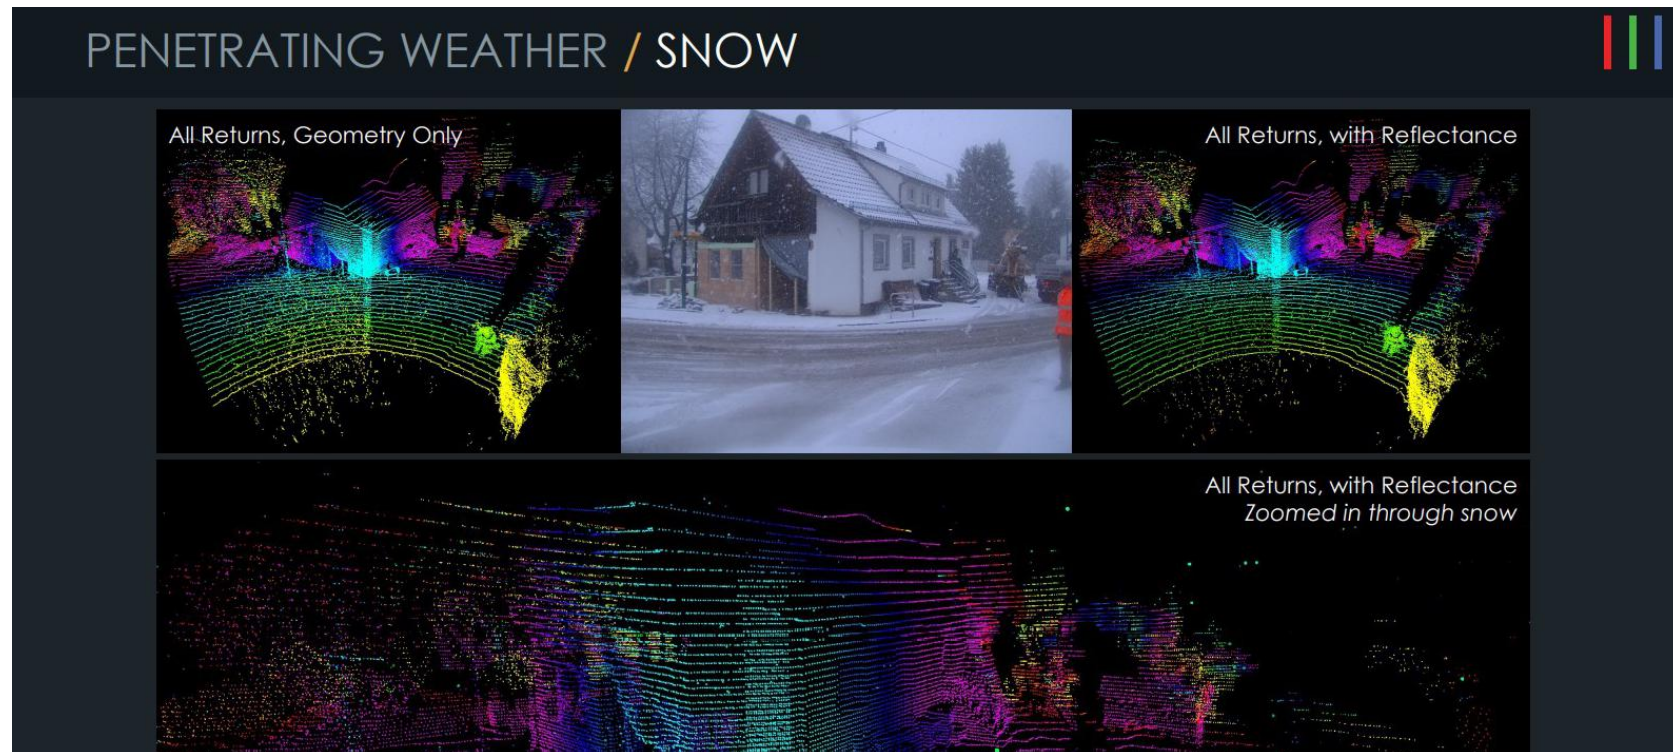 PENETRATING WEATHER / SNOW
All Returns, Geometry Only
All Returns, with Reflectance
All Returns, with Reflectance
Zoomed in through snow